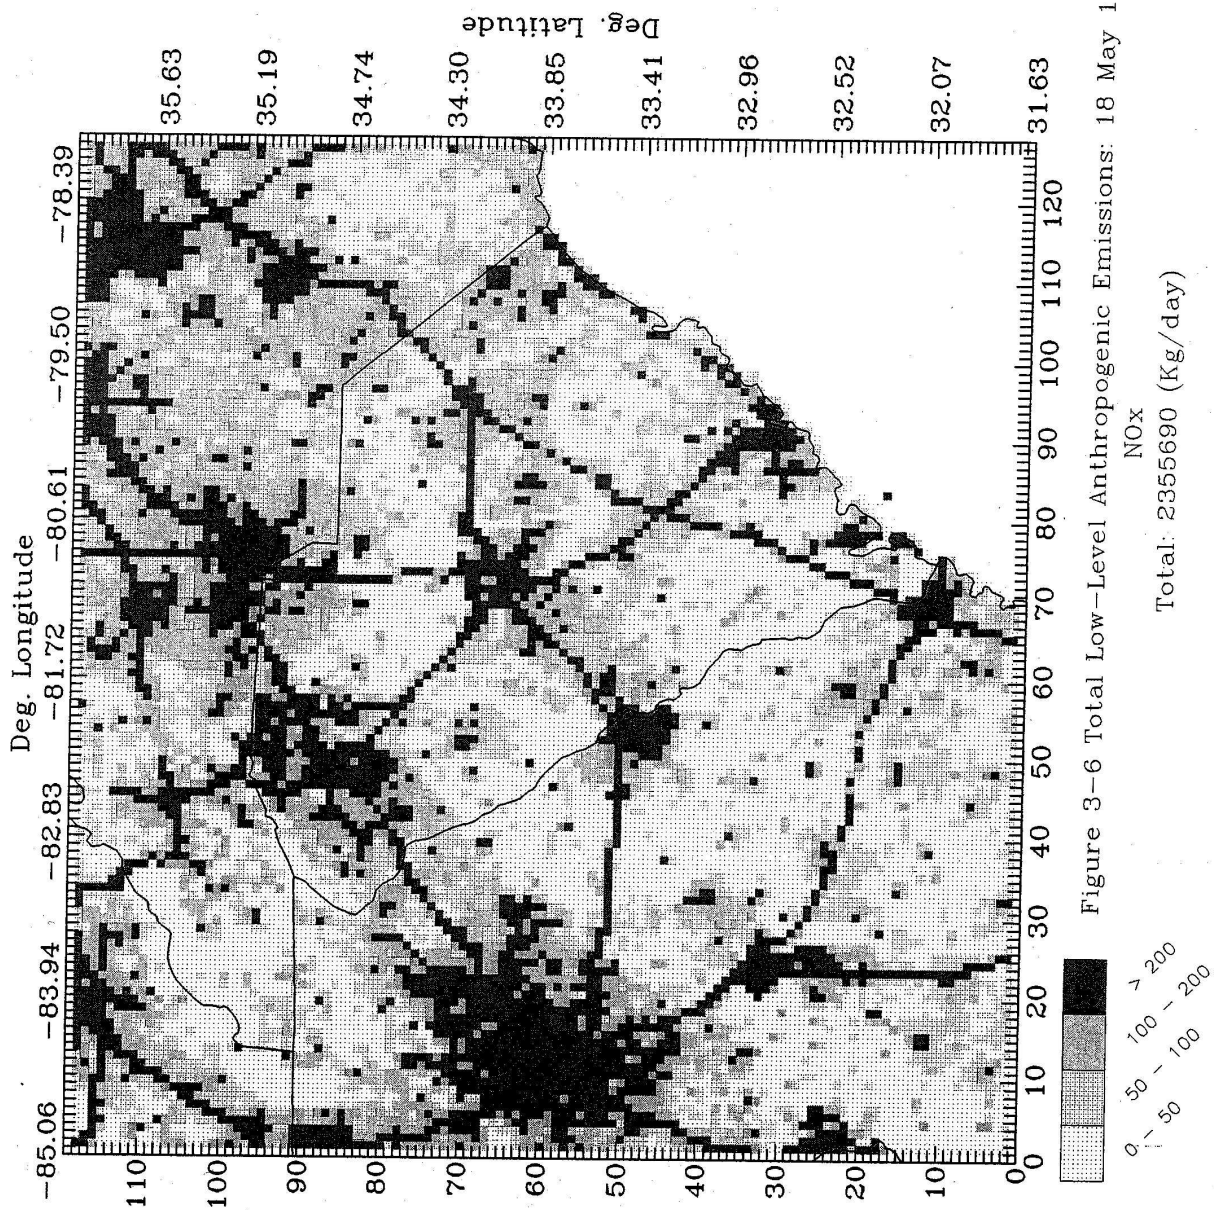 Deg. Longitude
-85.06 -83.94 -82.83 -81.72 -80.61 -79.50 -78.39
110
100
90
80
70
60
50
40
30
20
10
0
0 10 20 30 40 50 60 70 80 90 100 110 120
Deg. Latitude
35.63
35.19
34.74
34.30
33.85
33.41
32.96
32.52
32.07
31.63
0 - 50
50 - 100
100 - 200
> 200
Figure 3-6 Total Low-Level Anthropogenic Emissions: 18 May 1
NOx
Total: 2356690 (Kg/day)